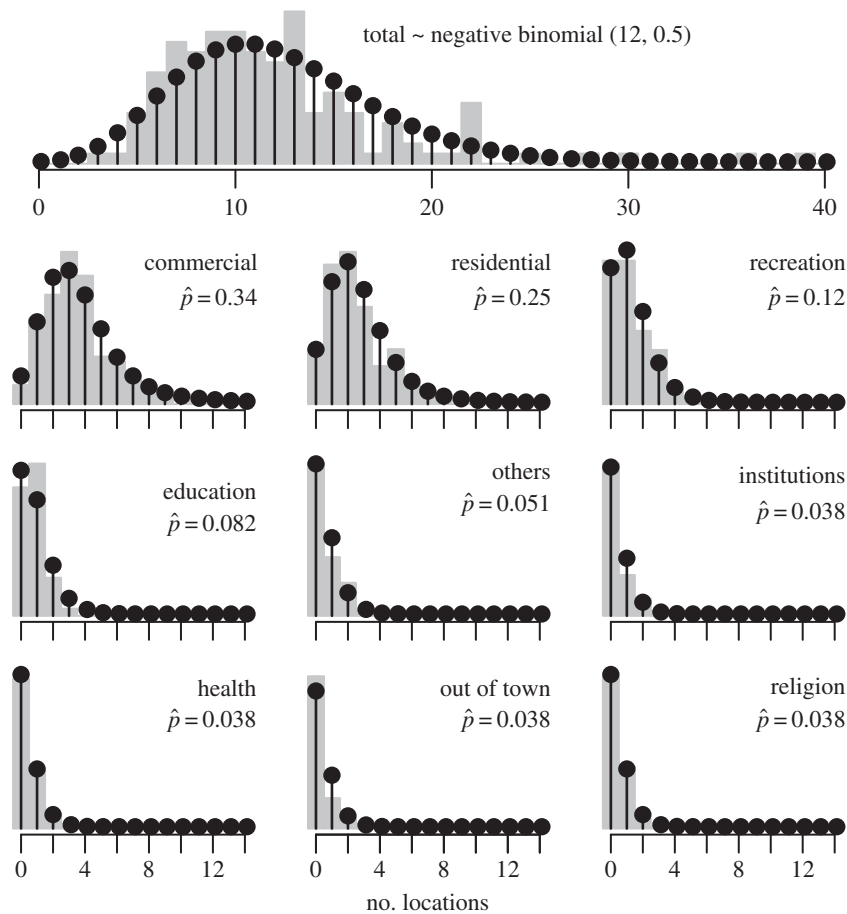 total ~ negative binomial (12, 0.5)
0 10 20 30 40
commercial residential recreation
p̂ = 0.34 p̂ = 0.25 p̂ = 0.12
education others institutions
p̂ = 0.082 p̂ = 0.051 p̂ = 0.038
health out of town religion
p̂ = 0.038 p̂ = 0.038 p̂ = 0.038
0 4 8 12 0 4 8 12 0 4 8 12
no. locations